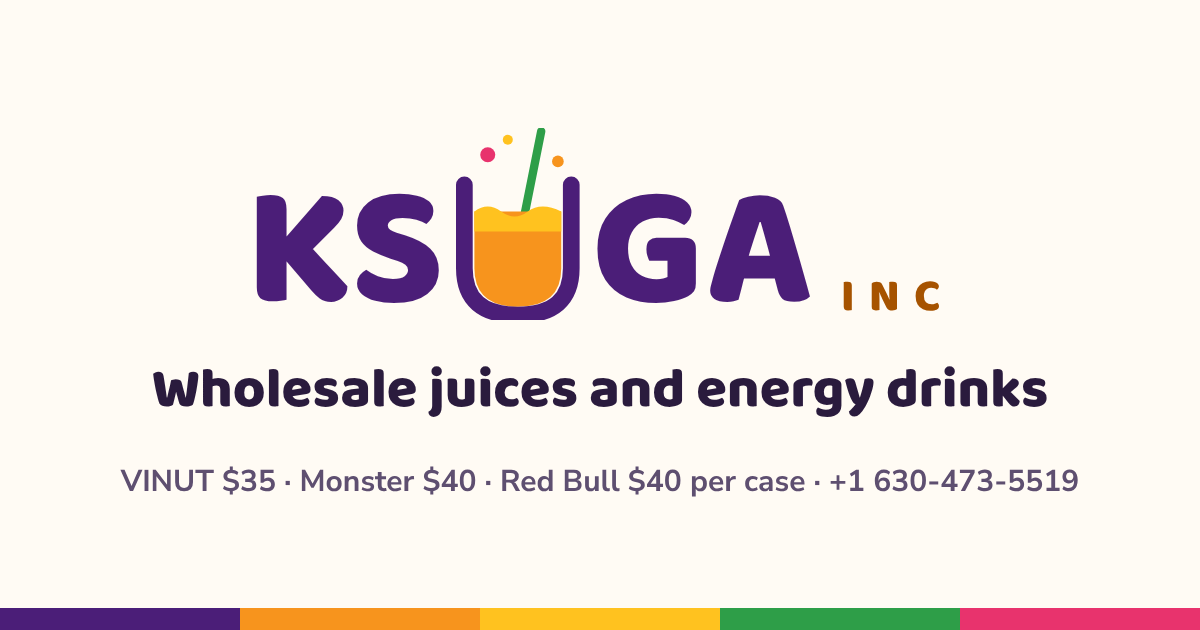 KSUGA INC
Wholesale juices and energy drinks
VINUT $35 · Monster $40 · Red Bull $40 per case · +1 630-473-5519